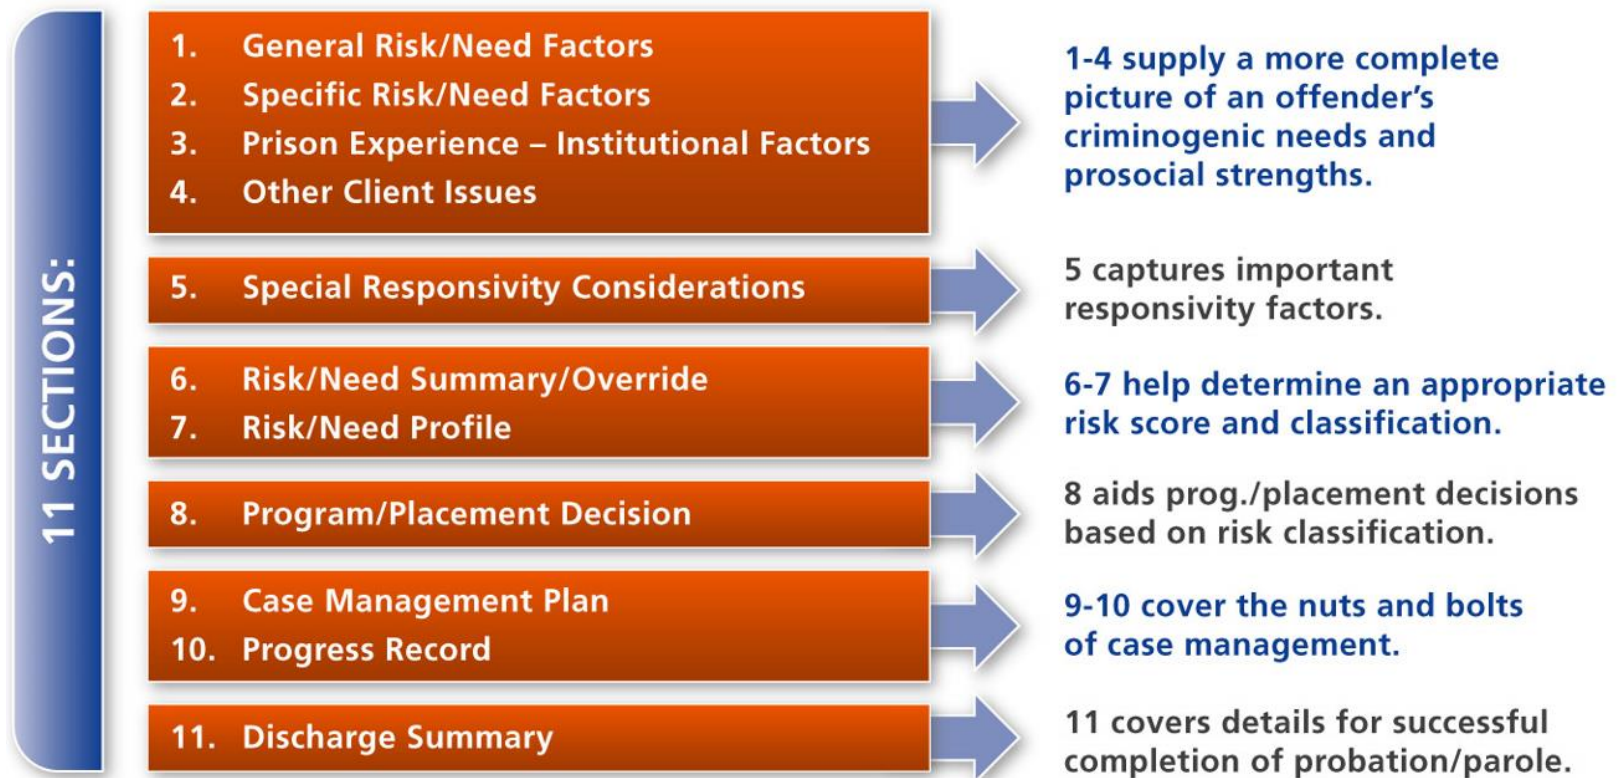 11 SECTIONS:
1. General Risk/Need Factors
2. Specific Risk/Need Factors
3. Prison Experience – Institutional Factors
4. Other Client Issues
1-4 supply a more complete
picture of an offender’s
criminogenic needs and
prosocial strengths.
5. Special Responsivity Considerations
5 captures important
responsivity factors.
6. Risk/Need Summary/Override
7. Risk/Need Profile
6-7 help determine an appropriate
risk score and classification.
8. Program/Placement Decision
8 aids prog./placement decisions
based on risk classification.
9. Case Management Plan
10. Progress Record
9-10 cover the nuts and bolts
of case management.
11. Discharge Summary
11 covers details for successful
completion of probation/parole.